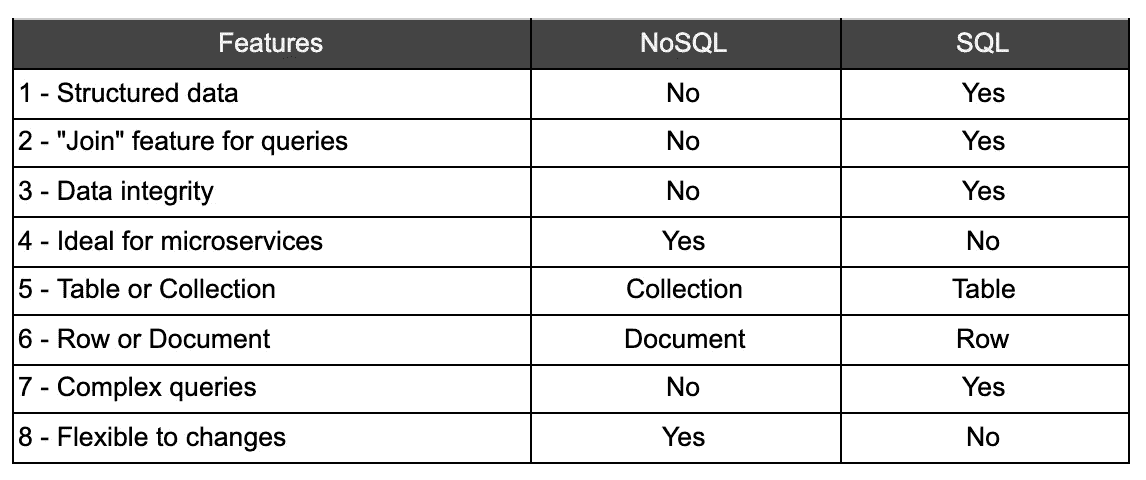 Features NoSQL SQL
1 - Structured data No Yes
2 - "Join" feature for queries No Yes
3 - Data integrity No Yes
4 - Ideal for microservices Yes No
5 - Table or Collection Collection Table
6 - Row or Document Document Row
7 - Complex queries No Yes
8 - Flexible to changes Yes No